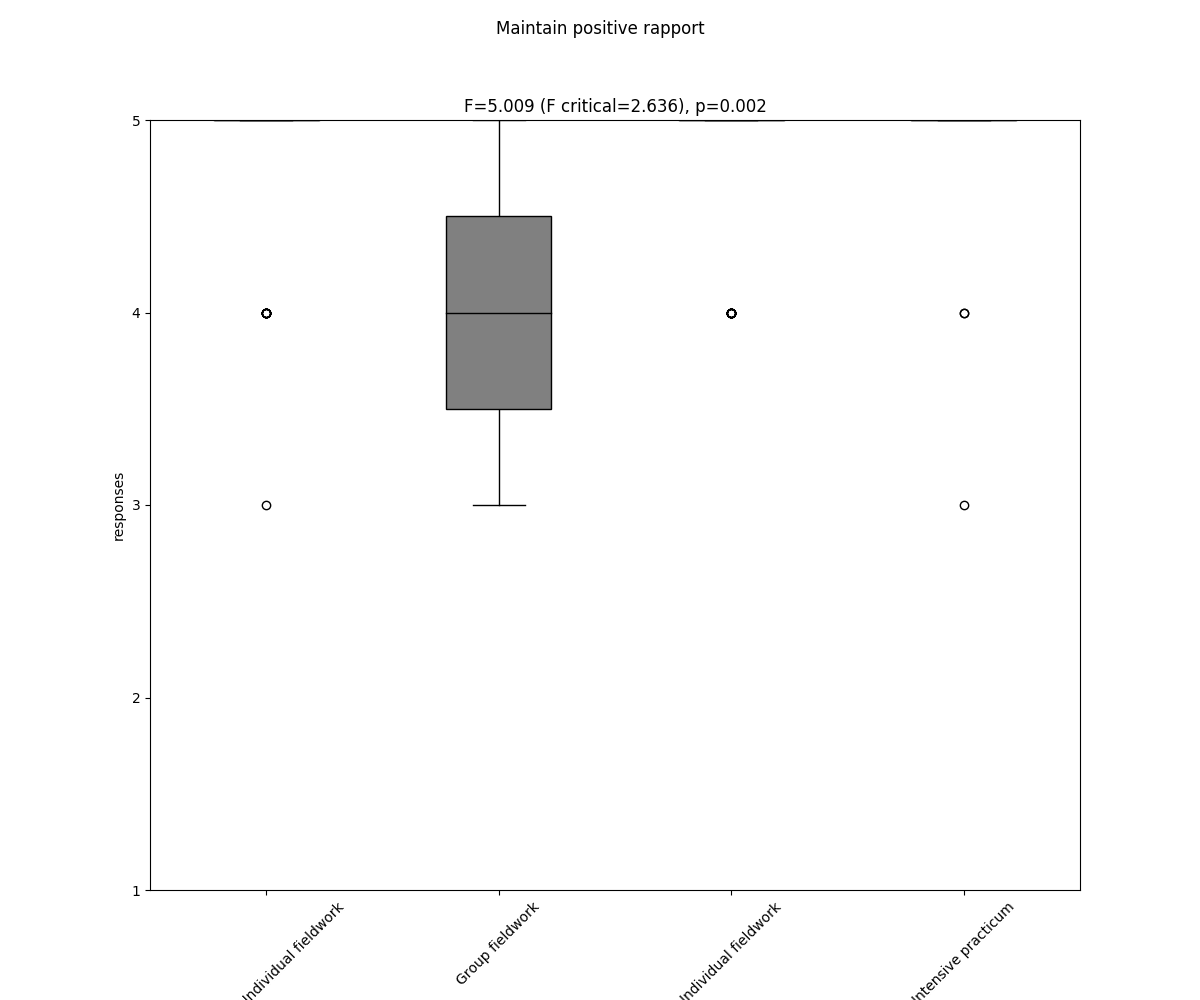 Maintain positive rapport
F=5.009 (F critical=2.636), p=0.002
5
4
3
2
1
responses
Individual fieldwork
Group fieldwork
Individual fieldwork
Intensive practicum